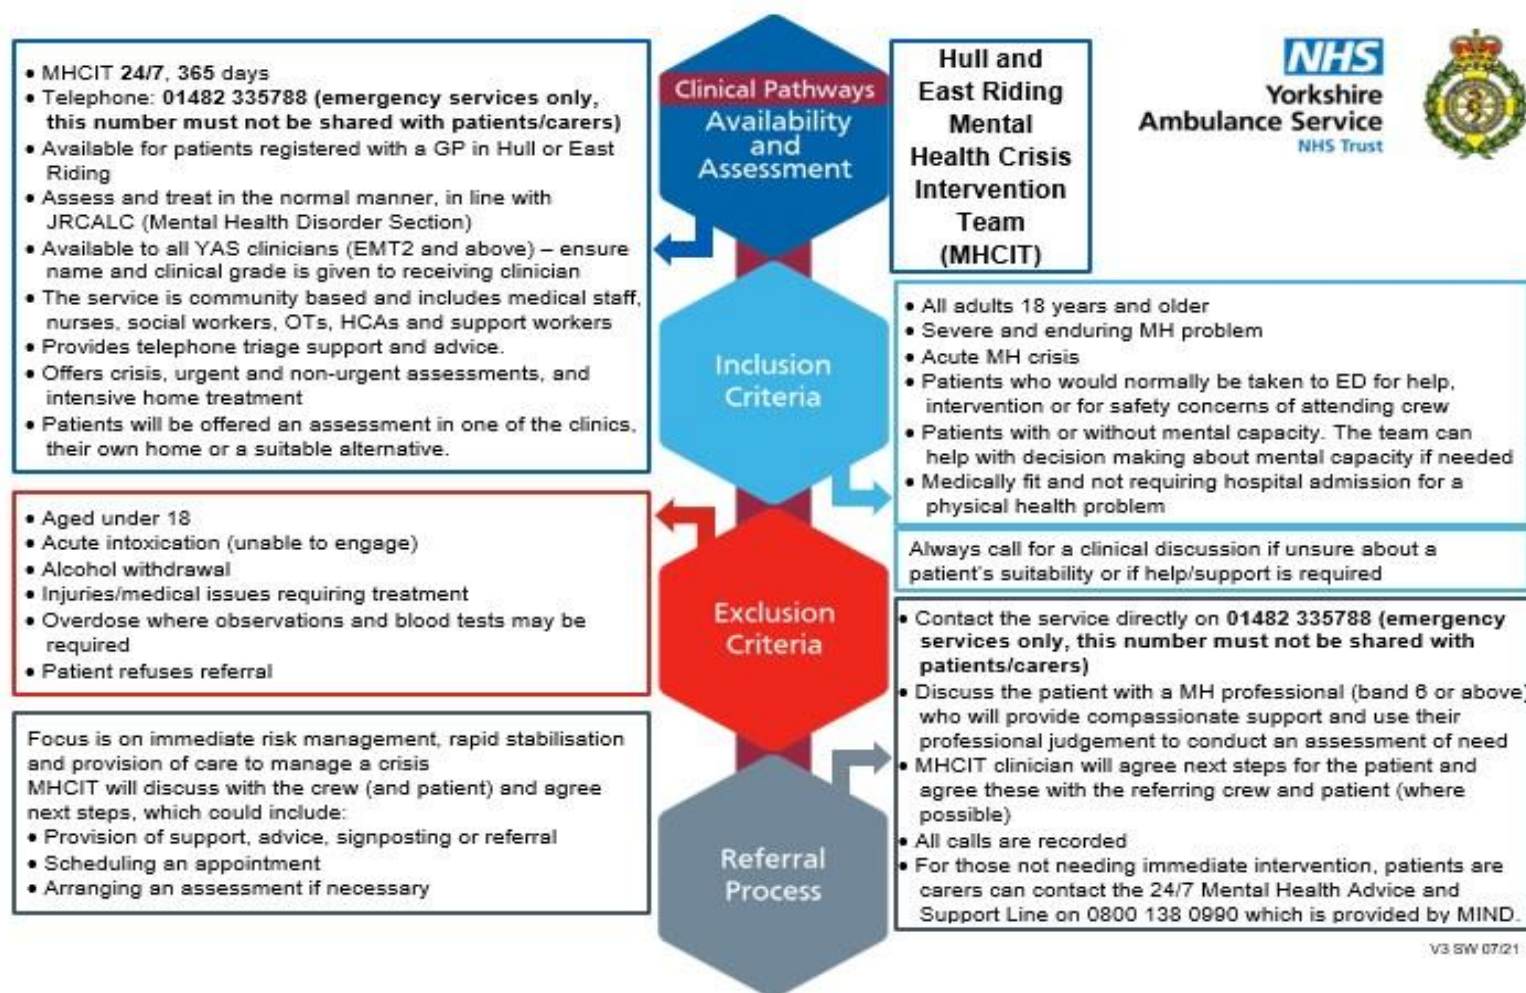 • MHCIT 24/7, 365 days
• Telephone: 01482 335788 (emergency services only,
this number must not be shared with patients/carers)
• Available for patients registered with a GP in Hull or East
Riding
• Assess and treat in the normal manner, in line with
JRCALC (Mental Health Disorder Section)
• Available to all YAS clinicians (EMT2 and above) – ensure
name and clinical grade is given to receiving clinician
• The service is community based and includes medical staff,
nurses, social workers, OTs, HCAs and support workers
• Provides telephone triage support and advice.
• Offers crisis, urgent and non-urgent assessments, and
intensive home treatment
• Patients will be offered an assessment in one of the clinics,
their own home or a suitable alternative.
Clinical Pathways
Availability
and
Assessment
Hull and
East Riding
Mental
Health Crisis
Intervention
Team
(MHCIT)
NHS
Yorkshire
Ambulance Service
NHS Trust
Inclusion
Criteria
• All adults 18 years and older
• Severe and enduring MH problem
• Acute MH crisis
• Patients who would normally be taken to ED for help,
intervention or for safety concerns of attending crew
• Patients with or without mental capacity. The team can
help with decision making about mental capacity if needed
• Medically fit and not requiring hospital admission for a
physical health problem
Always call for a clinical discussion if unsure about a
patient's suitability or if help/support is required
• Aged under 18
• Acute intoxication (unable to engage)
• Alcohol withdrawal
• Injuries/medical issues requiring treatment
• Overdose where observations and blood tests may be
required
• Patient refuses referral
Exclusion
Criteria
• Contact the service directly on 01482 335788 (emergency
services only, this number must not be shared with
patients/carers)
• Discuss the patient with a MH professional (band 6 or above)
who will provide compassionate support and use their
professional judgement to conduct an assessment of need
• MHCIT clinician will agree next steps for the patient and
agree these with the referring crew and patient (where
possible)
• All calls are recorded
• For those not needing immediate intervention, patients are
carers can contact the 24/7 Mental Health Advice and
Support Line on 0800 138 0990 which is provided by MIND.
Focus is on immediate risk management, rapid stabilisation
and provision of care to manage a crisis
MHCIT will discuss with the crew (and patient) and agree
next steps, which could include:
• Provision of support, advice, signposting or referral
• Scheduling an appointment
• Arranging an assessment if necessary
Referral
Process
V3 SW 07/21